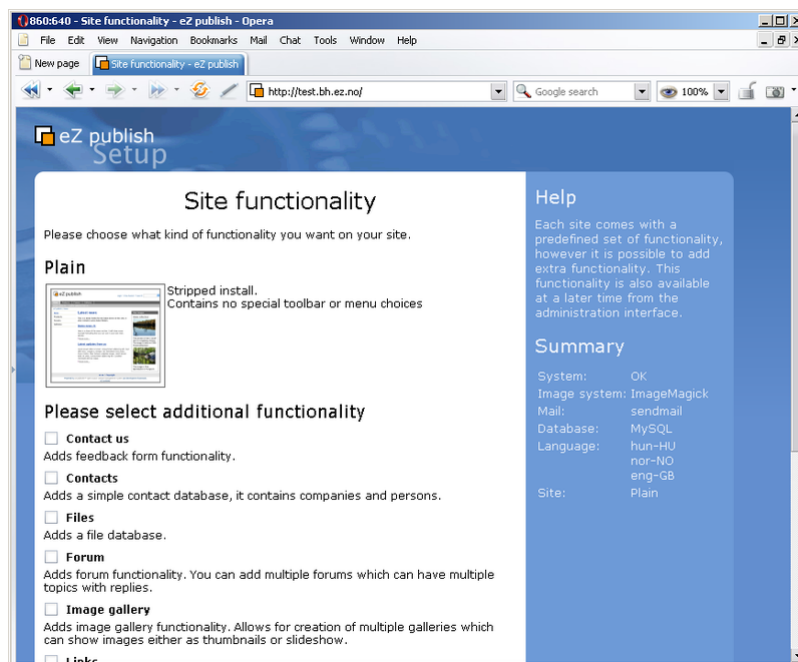 860:640 - Site functionality - eZ publish - Opera
File Edit View Navigation Bookmarks Mail Chat Tools Window Help
New page
Site functionality - eZ publish
http://test.bh.ez.no/
Google search
100%
eZ publish
Setup
Site functionality
Please choose what kind of functionality you want on your site.
Plain
Stripped install.
Contains no special toolbar or menu choices
Please select additional functionality
Contact us
Adds feedback form functionality.
Contacts
Adds a simple contact database, it contains companies and persons.
Files
Adds a file database.
Forum
Adds forum functionality. You can add multiple forums which can have multiple
topics with replies.
Image gallery
Adds image gallery functionality. Allows for creation of multiple galleries which
can show images either as thumbnails or slideshow.
Links
Help
Each site comes with a
predefined set of functionality,
however it is possible to add
extra functionality. This
functionality is also available
at a later time from the
administration interface.
Summary
System: OK
Image system: ImageMagick
Mail: sendmail
Database: MySQL
Language: hun-HU
nor-NO
eng-GB
Site: Plain